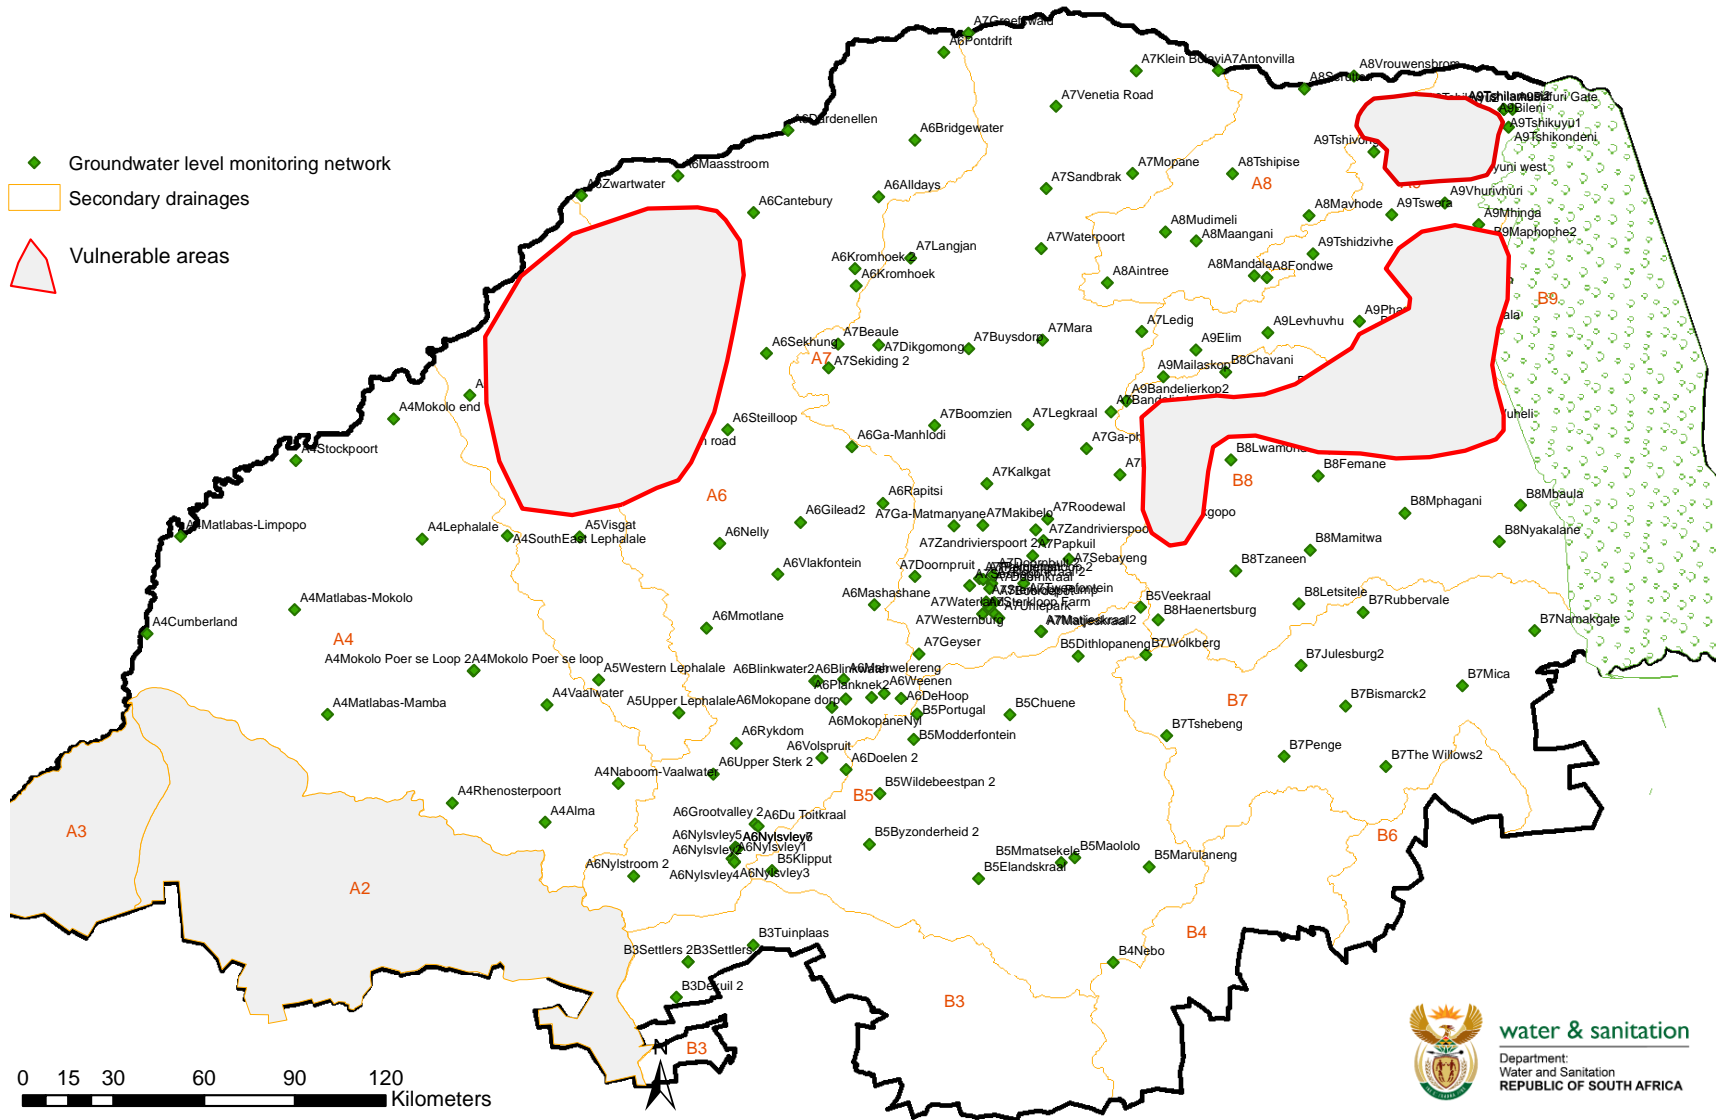 A7Greefswald
A6Pontdrift
A7Klein Bolayi
A7Antonvilla
A8Vrouwensbrom
A7Venetia Road
A6Dardenellen
A6Bridgewater
A9Bileni
A9Tshikuyu1
A9Tshikondeni
Groundwater level monitoring network
A6Maasstroom
A7Mopane
A8Tshipise
A8
A7Sandbrak
Secondary drainages
A6Zwartwater
A6Alldays
A9Vhurivhuri
A6Cantebury
A8Mavhode
A9Tswera
A9Mhinga
A8Mudimeli
B9Maphophe2
A8Maangani
A7Waterpoort
A7Langjan
A9Tshidzivhe
Vulnerable areas
A6Kromhoek 2
A6Kromhoek
A8Mandala
A8Fondwe
A8Aintree
B9
A7Ledig
A7Mara
A9Levhuvhu
A7Beaule
A7Dikgomong
A7Buysdorp
A9Elim
A6Sekhung
A7
A7Sekiding 2
A9Mailaskop
B8Chavani
A9Bandelierkop2
A4Mokolo end
A6Steilloop
A7Boomzien
A7Legkraal
A6Ga-Manhlodi
A4Stockpoort
B8Femane
A7Kalkgat
B8
A6
A6Rapitsi
B8Mphagani
B8Mbaula
A4Matlabas-Limpopo
A4Lephalale
A5Visgat
A4SouthEast Lephalale
A6Gilead2
A7Ga-Matmanyane
A7Makibelo
A7Roodewal
A6Nelly
A7Zandrivierspoort 2
A7Papkuil
B8Nyakalane
B8Mamitwa
A7Sebayeng
B8Tzaneen
A6Vlakfontein
A7Doornpruit
A4Matlabas-Mokolo
A6Mashashane
A7Uhlepark
B5Veekraal
B8Haenertsburg
B8Letsitele
B7Rubbervale
A4Cumberland
A4
A6Mmotlane
A7Westernburg
B7Namakgale
A7Geyser
B5Dithlopaneng
B7Wolkberg
B7Julesburg2
A4Mokolo Poer se Loop 2
A4Mokolo Poer se loop
A5Western Lephalale
A6Blinkwater2
A6Weenen
B7Mica
A4Matlabas-Mamba
A4Vaalwater
A5Upper Lephalale
A6Mokopane dorp
A6Planknek2
A6DeHoop
B7
B7Bismarck2
A6MokopaneNyl
B5Portugal
B5Chuene
A6Rykdom
B5Modderfontein
B7Tshebeng
A6Volspruit
B7Penge
B7The Willows2
A4Naboom-Vaalwater
A6Upper Sterk 2
A6Doelen 2
B5
B5Wildebeestpan 2
A4Rhenosterpoort
A4Alma
A6Grootvalley 2
A6Du Toitkraal
A3
B6
A6Nylsvley5
A6Nylsvley2
A6Nylsvley1
B5Byzonderheid 2
A6Nylstroom 2
A6Nylsvley4
A6Nylsvley3
B5Klipput
B5Mmatsekele
B5Maololo
B5Elandskraal
B5Marulaneng
A2
B3Tuinplaas
B4
B3Settlers 2
B3Settlers
B4Nebo
B3Dekuil 2
B3
B3
N
0 15 30 60 90 120
Kilometers
water & sanitation
Department:
Water and Sanitation
REPUBLIC OF SOUTH AFRICA